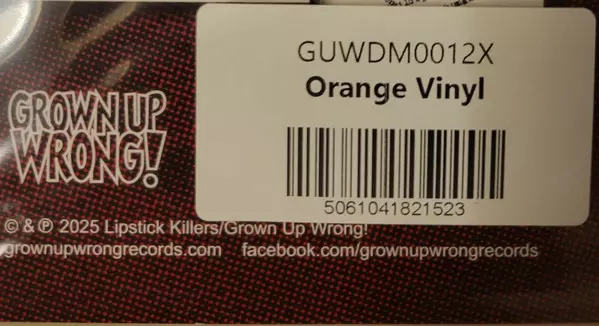 GUWDM0012X
Orange Vinyl
5061041821523
GROWN UP
WRONG!
© & ℗ 2025 Lipstick Killers/Grown Up Wrong!
grownupwrongrecords.com facebook.com/grownupwrongrecords